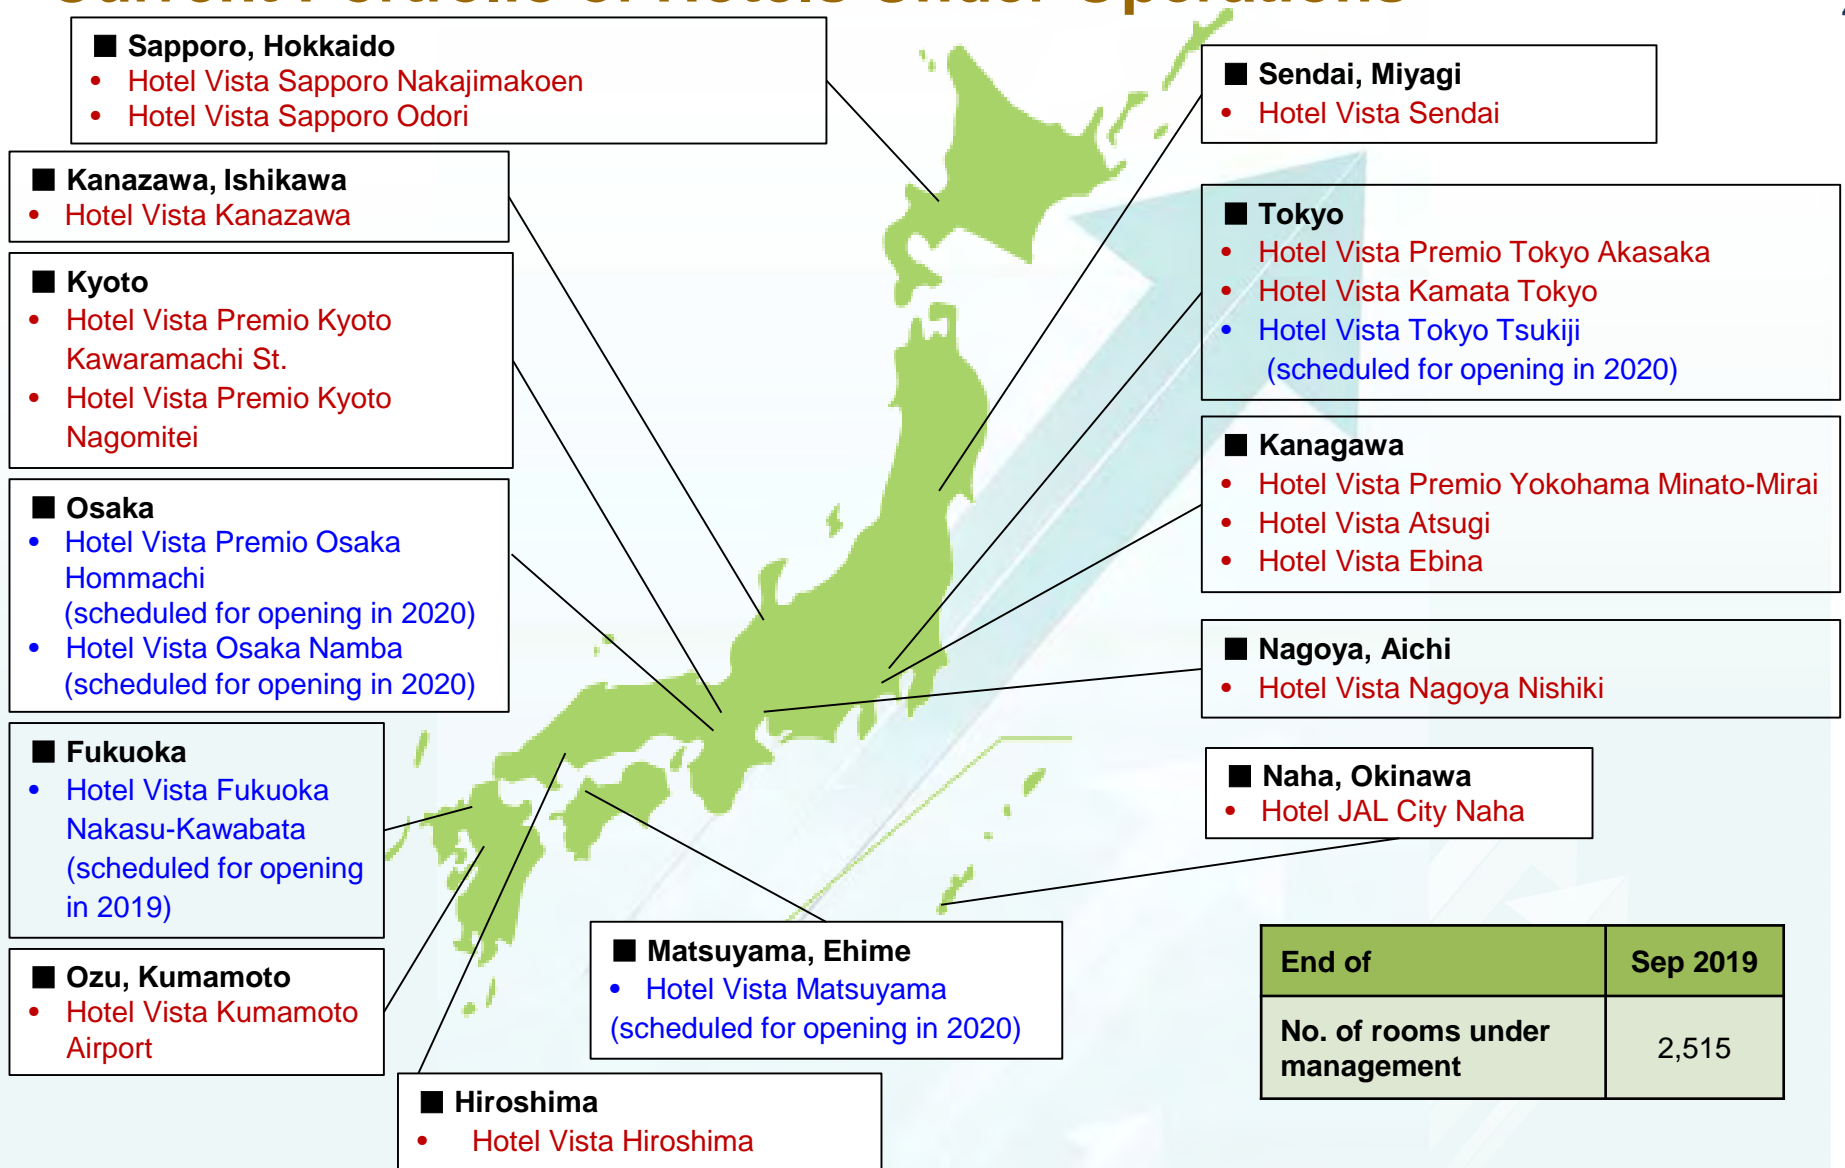 Current Portfolio of Hotels Under Operations
■ Sapporo, Hokkaido
• Hotel Vista Sapporo Nakajimakoen
• Hotel Vista Sapporo Odori
■ Kanazawa, Ishikawa
• Hotel Vista Kanazawa
■ Kyoto
• Hotel Vista Premio Kyoto
Kawaramachi St.
• Hotel Vista Premio Kyoto
Nagomitei
■ Osaka
• Hotel Vista Premio Osaka
Hommachi
(scheduled for opening in 2020)
• Hotel Vista Osaka Namba
(scheduled for opening in 2020)
■ Fukuoka
• Hotel Vista Fukuoka
Nakasu-Kawabata
(scheduled for opening
in 2019)
■ Ozu, Kumamoto
• Hotel Vista Kumamoto
Airport
■ Hiroshima
• Hotel Vista Hiroshima
■ Matsuyama, Ehime
• Hotel Vista Matsuyama
(scheduled for opening in 2020)
■ Sendai, Miyagi
• Hotel Vista Sendai
■ Tokyo
• Hotel Vista Premio Tokyo Akasaka
• Hotel Vista Kamata Tokyo
• Hotel Vista Tokyo Tsukiji
(scheduled for opening in 2020)
■ Kanagawa
• Hotel Vista Premio Yokohama Minato-Mirai
• Hotel Vista Atsugi
• Hotel Vista Ebina
■ Nagoya, Aichi
• Hotel Vista Nagoya Nishiki
■ Naha, Okinawa
• Hotel JAL City Naha
End of Sep 2019
No. of rooms under
management 2,515